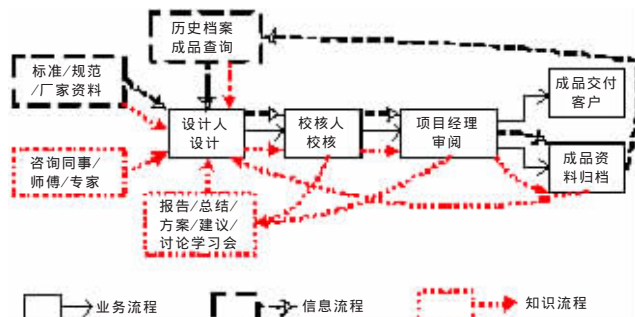 历史档案
成品查询
标准/规范
/厂家资料
成品交付
客户
设计人
设计
校核人
校核
项目经理
审阅
咨询同事/
师傅/专家
成品资
料归档
报告/总结/
方案/建议/
讨论学习会
业务流程
信息流程
知识流程